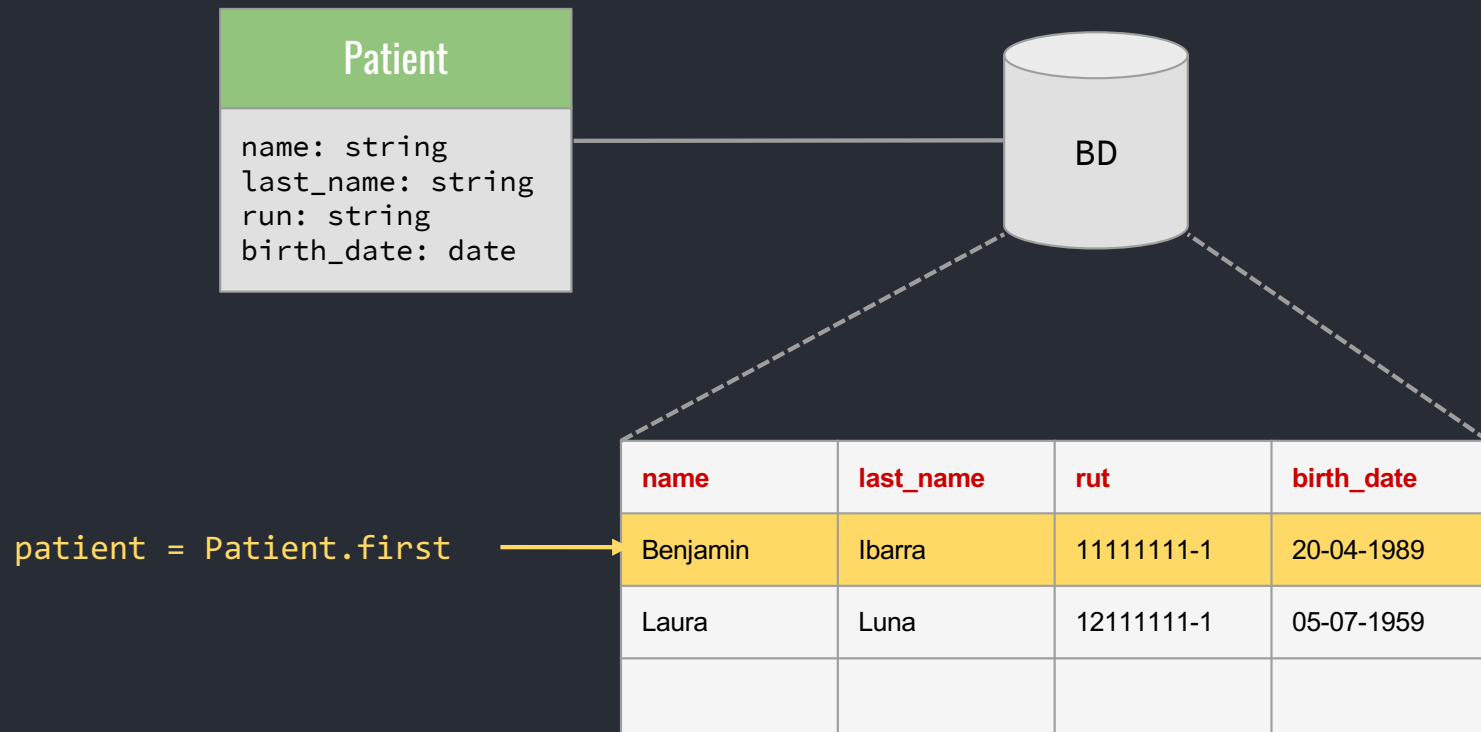 Patient
name: string
last_name: string
run: string
birth_date: date
BD
patient = Patient.first
name last_name rut birth_date
Benjamin Ibarra 11111111-1 20-04-1989
Laura Luna 12111111-1 05-07-1959